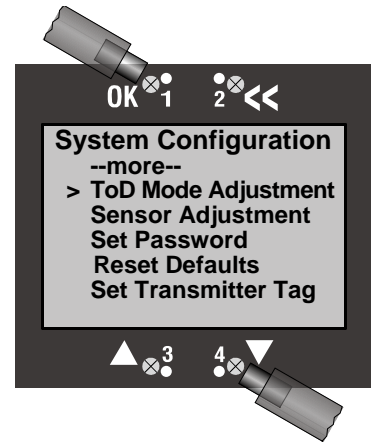 OK 1 2 <<
System Configuration
--more--
> ToD Mode Adjustment
Sensor Adjustment
Set Password
Reset Defaults
Set Transmitter Tag
3 4